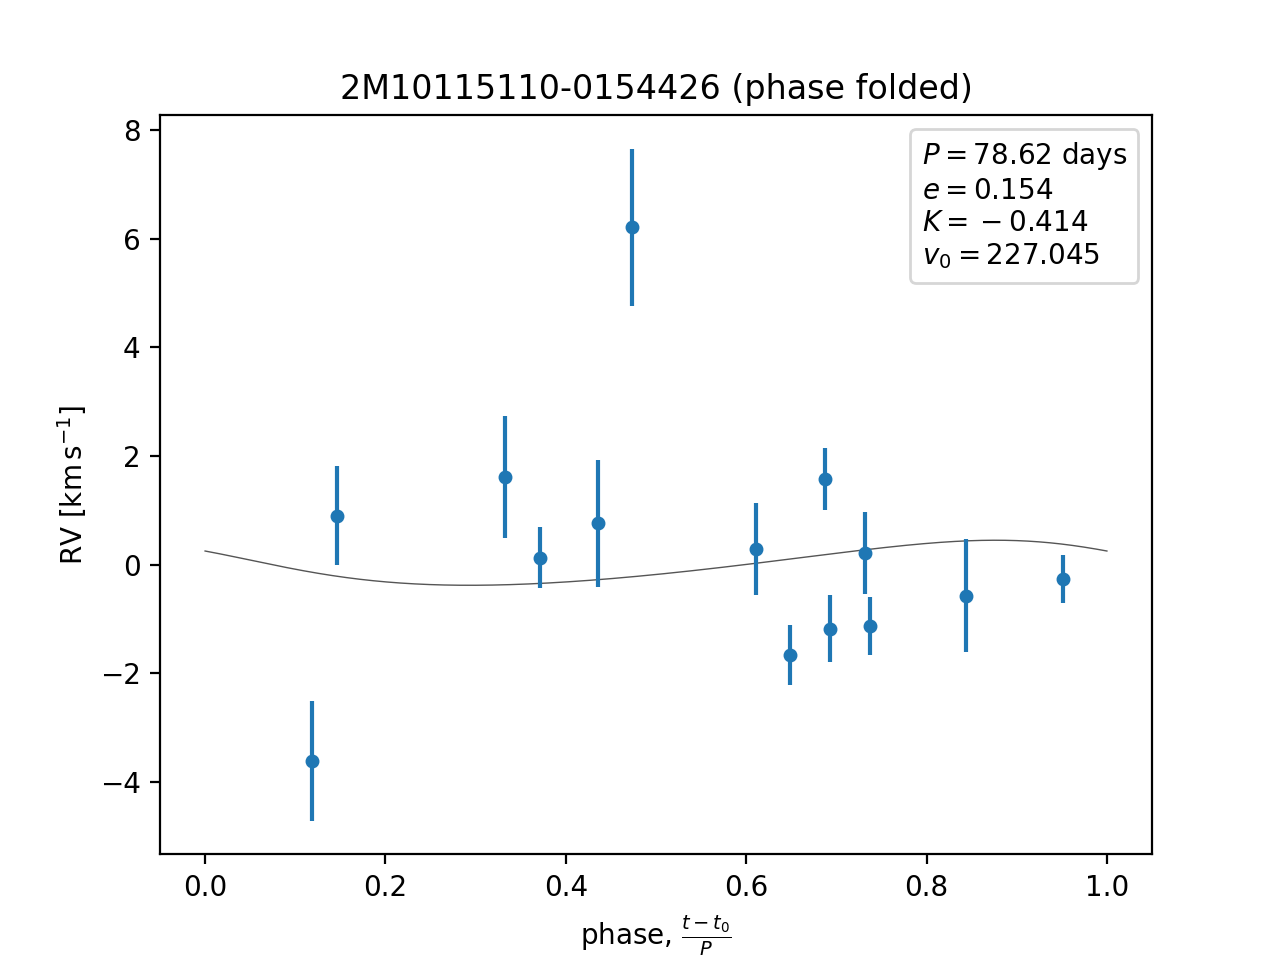 2M10115110-0154426 (phase folded)
P = 78.62 days
e = 0.154
K = −0.414
v₀ = 227.045
8
6
4
2
0
−2
−4
RV [km s⁻¹]
0.0 0.2 0.4 0.6 0.8 1.0
phase, (t − t₀)/P